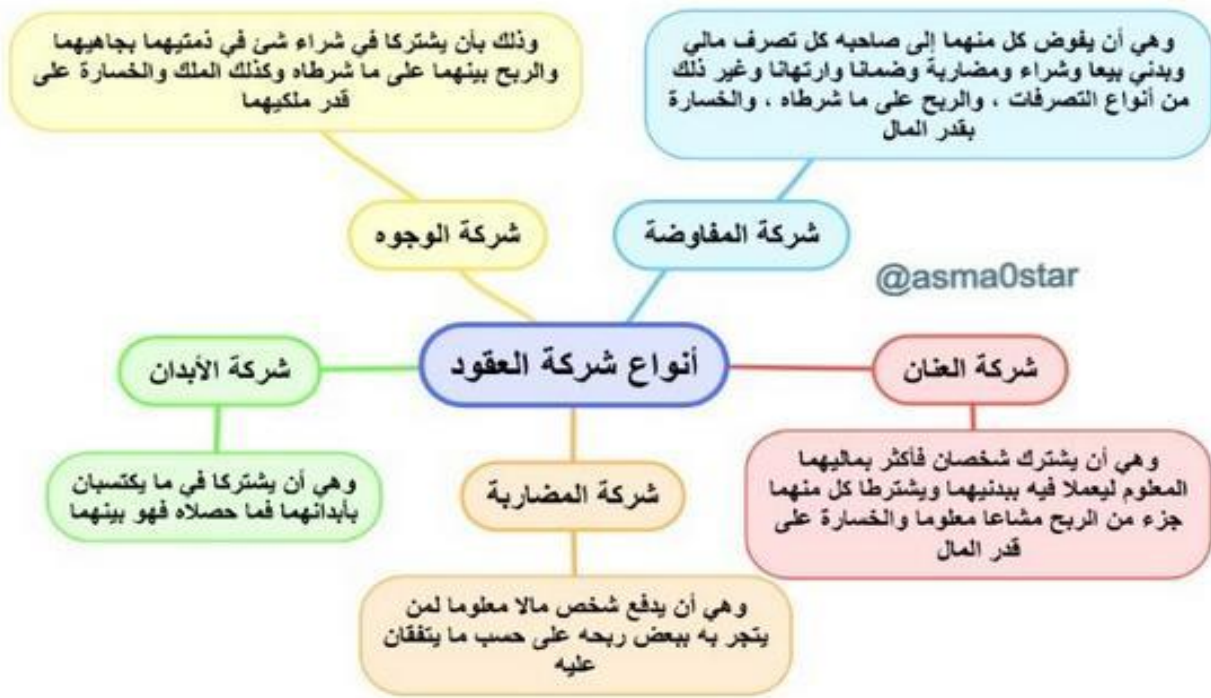 وهي أن يفوض كل منهما إلى صاحبه كل تصرف مالي
وبدني بيعا وشراء ومضاربة وضمانا وارتهانا وغير ذلك
من أنواع التصرفات ، والربح على ما شرطاه ، والخسارة
بقدر المال
وذلك بأن يشتركا في شراء شئ في ذمتيهما بجاهيهما
والربح بينهما على ما شرطاه وكذلك الملك والخسارة على
قدر ملكيهما
شركة المفاوضة
شركة الوجوه
@asma0star
أنواع شركة العقود
شركة العنان
شركة الأبدان
وهي أن يشترك شخصان فأكثر بماليهما
المعلوم ليعملا فيه ببدنيهما ويشترطا كل منهما
جزء من الربح مشاعا معلوما والخسارة على
قدر المال
شركة المضاربة
وهي أن يشتركا في ما يكتسبان
بأبدانهما فما حصلاه فهو بينهما
وهي أن يدفع شخص مالا معلوما لمن
يتجر به ببعض ربحه على حسب ما يتفقان
عليه